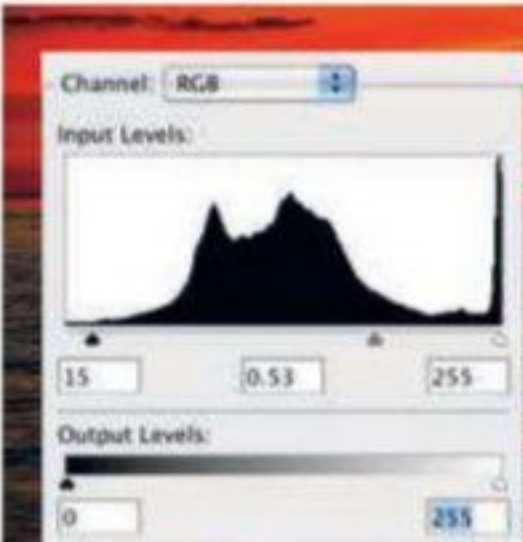 Channel: RGB
Input Levels:
15 0.53 255
Output Levels:
0 255